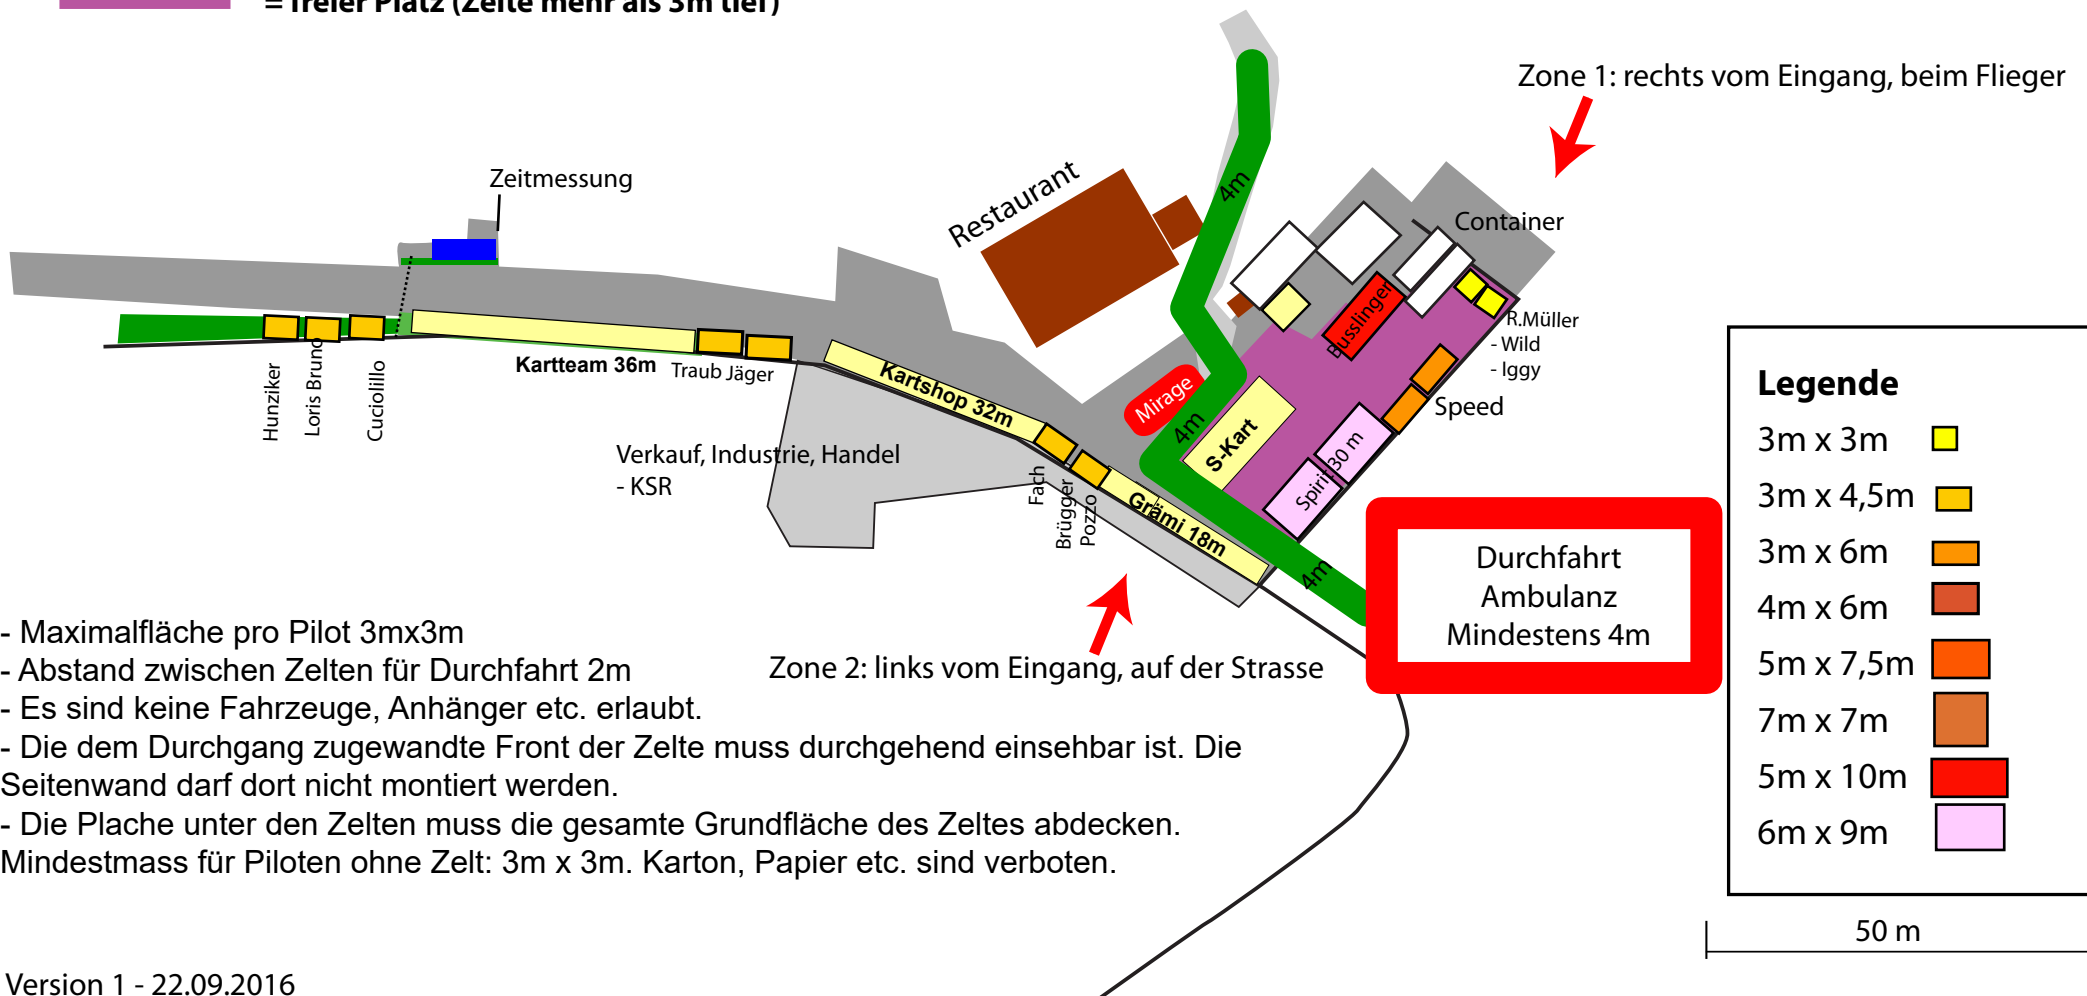 = freier Platz (Zelte mehr als 3m tief)
Zone 1: rechts vom Eingang, beim Flieger
Zeitmessung
Restaurant
4m
Container
Busslinger
R.Müller
- Wild
- Iggy
Speed
Mirage
4m
S-Kart
Spirit 30 m
4m
Hunziker
Loris Bruno
Cuciolillo
Kartteam 36m
Traub Jäger
Kartshop 32m
Fach
Brügger
Pozzo
Grämi 18m
Verkauf, Industrie, Handel
- KSR
Durchfahrt
Ambulanz
Mindestens 4m
Zone 2: links vom Eingang, auf der Strasse
- Maximalfläche pro Pilot 3mx3m
- Abstand zwischen Zelten für Durchfahrt 2m
- Es sind keine Fahrzeuge, Anhänger etc. erlaubt.
- Die dem Durchgang zugewandte Front der Zelte muss durchgehend einsehbar ist. Die
Seitenwand darf dort nicht montiert werden.
- Die Plache unter den Zelten muss die gesamte Grundfläche des Zeltes abdecken.
Mindestmass für Piloten ohne Zelt: 3m x 3m. Karton, Papier etc. sind verboten.
Legende
3m x 3m
3m x 4,5m
3m x 6m
4m x 6m
5m x 7,5m
7m x 7m
5m x 10m
6m x 9m
50 m
Version 1 - 22.09.2016